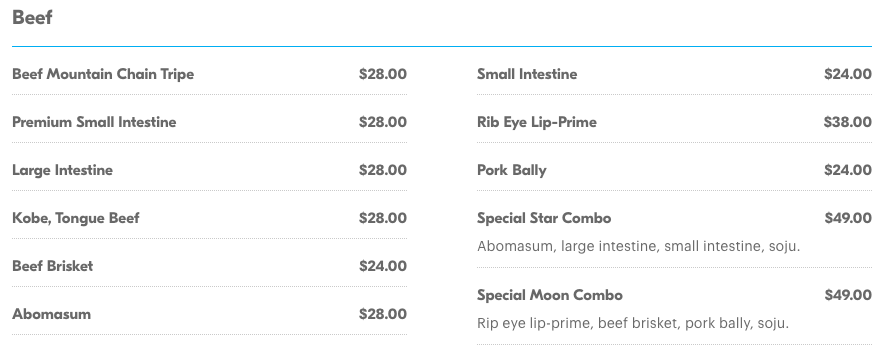 Beef
Beef Mountain Chain Tripe $28.00
Premium Small Intestine $28.00
Large Intestine $28.00
Kobe, Tongue Beef $28.00
Beef Brisket $24.00
Abomasum $28.00
Small Intestine $24.00
Rib Eye Lip-Prime $38.00
Pork Bally $24.00
Special Star Combo $49.00
Abomasum, large intestine, small intestine, soju.
Special Moon Combo $49.00
Rip eye lip-prime, beef brisket, pork bally, soju.